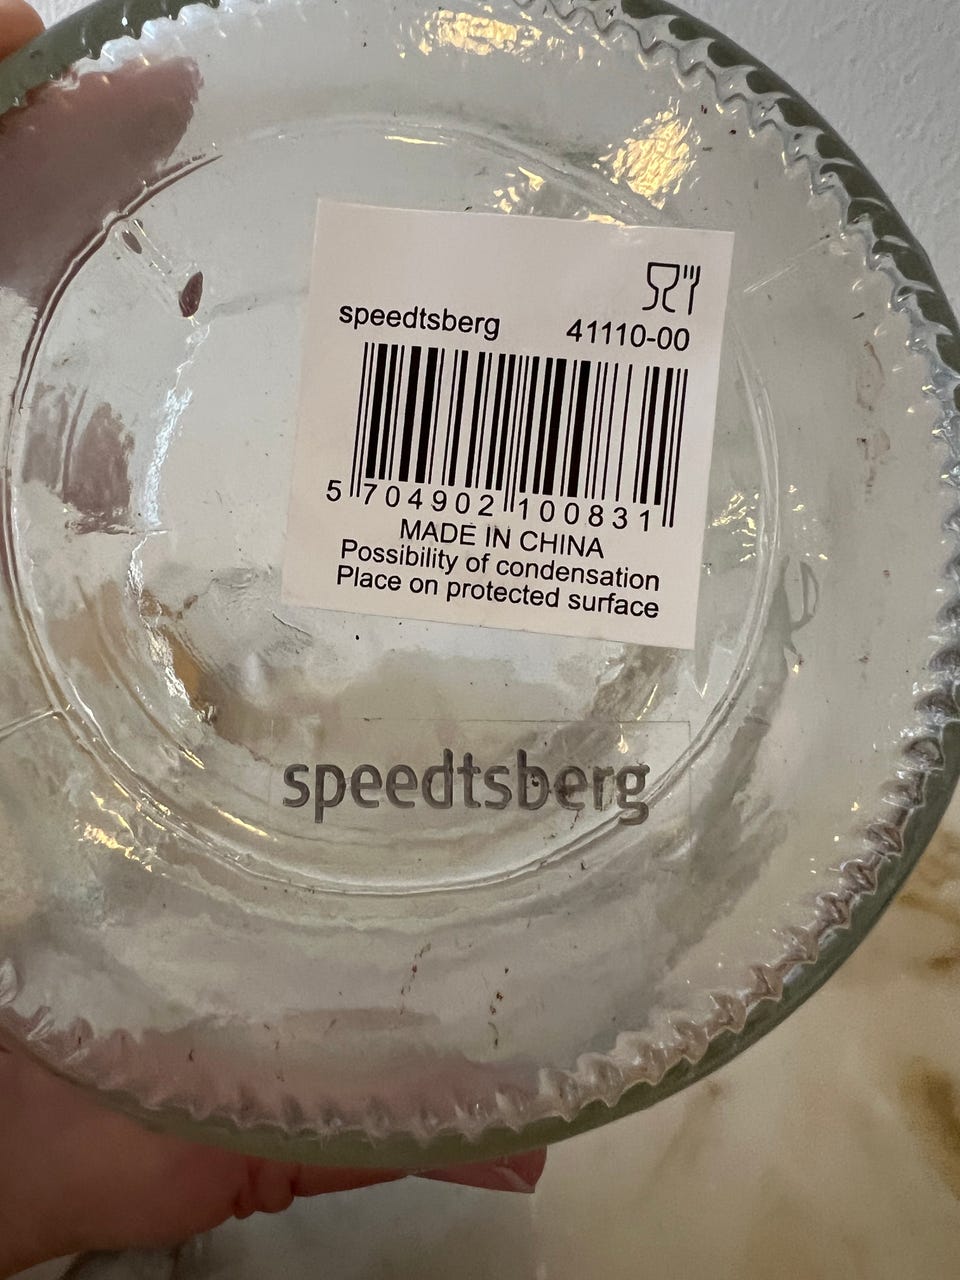 speedtsberg 41110-00
5 704902 100831
MADE IN CHINA
Possibility of condensation
Place on protected surface
speedtsberg